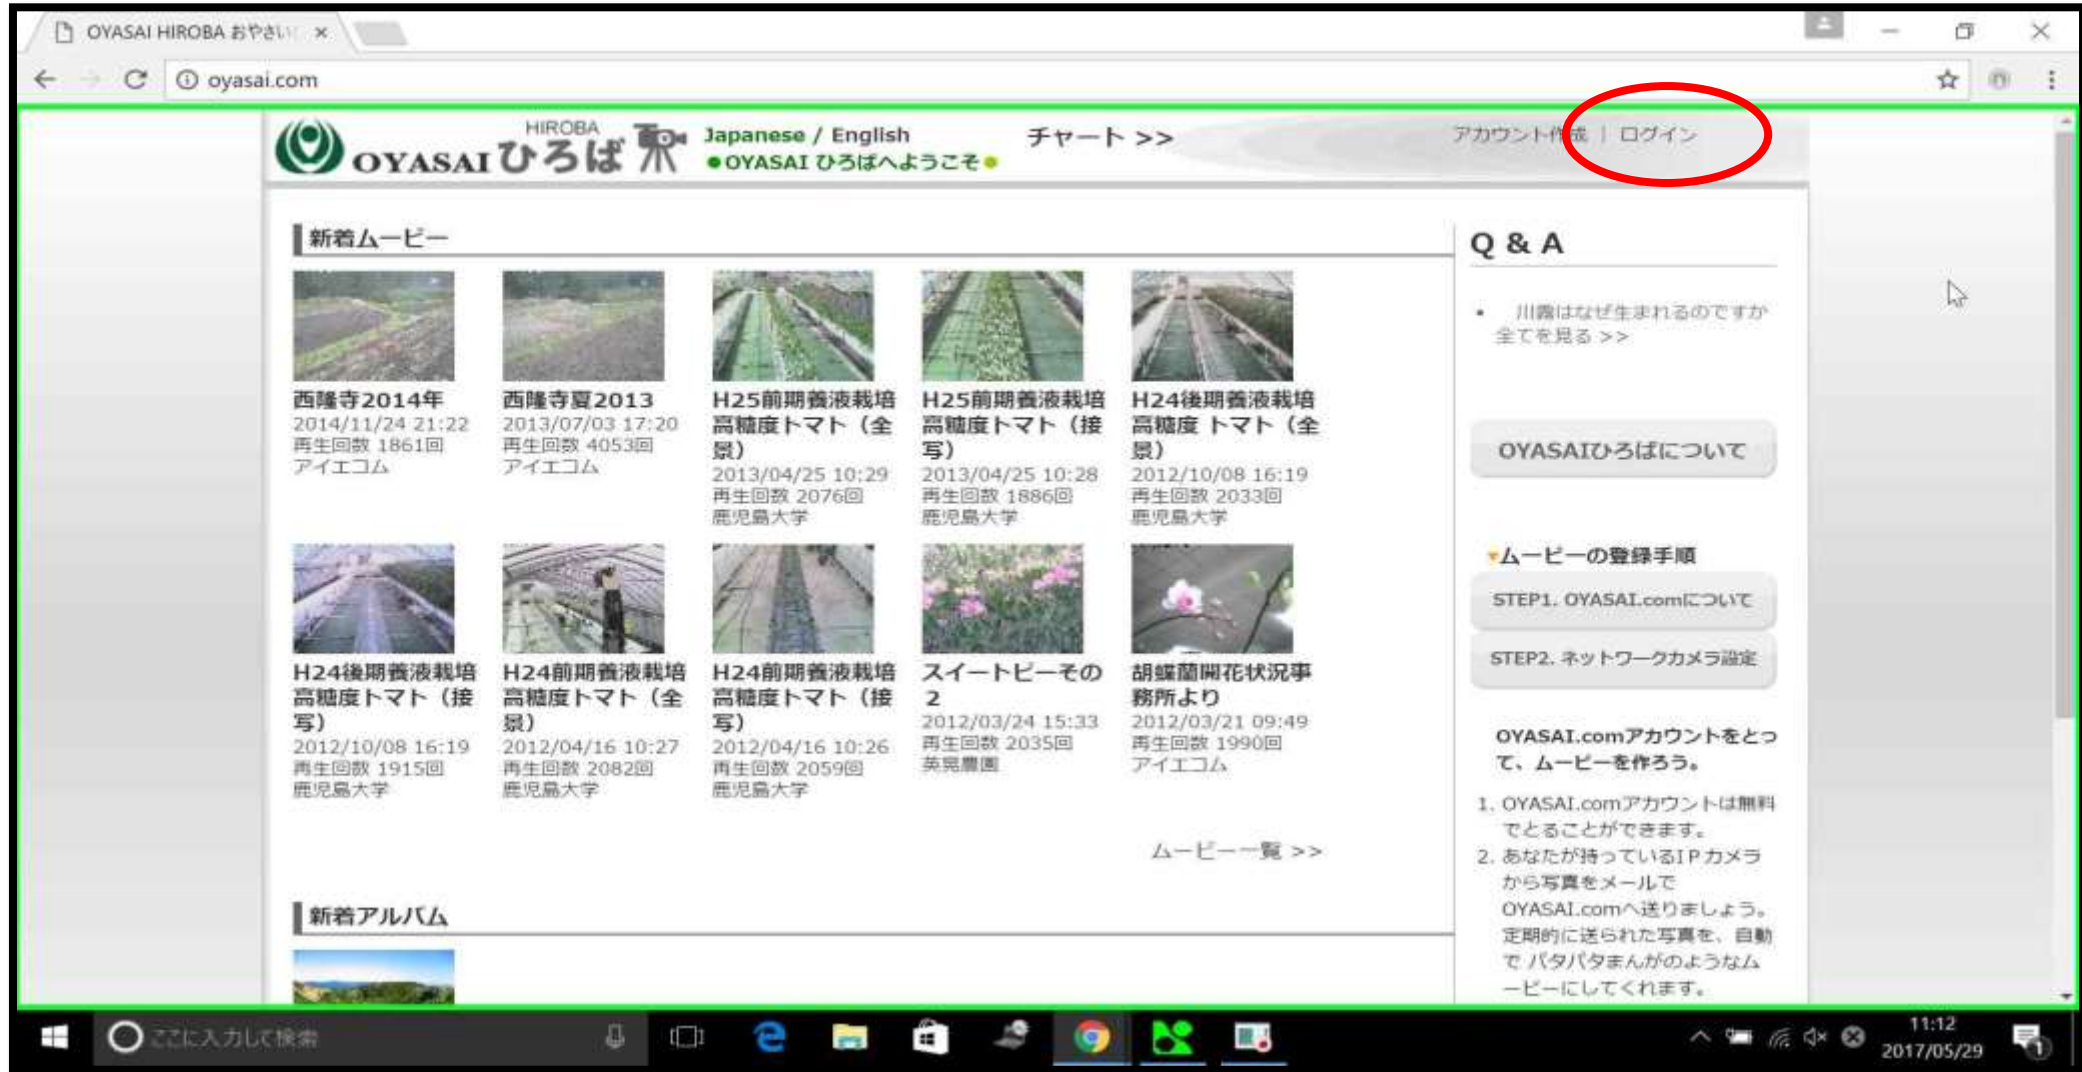 OYASAI HIROBA おやさい
oyasai.com
HIROBA
OYASAI ひろば
Japanese / English
●OYASAI ひろばへようこそ●
チャート >>
アカウント作成 | ログイン
新着ムービー
西隆寺2014年
2014/11/24 21:22
再生回数 1861回
アイエコム
西隆寺夏2013
2013/07/03 17:20
再生回数 4053回
アイエコム
H25前期養液栽培
高糖度トマト（全
景）
2013/04/25 10:29
再生回数 2076回
鹿児島大学
H25前期養液栽培
高糖度トマト（接
写）
2013/04/25 10:28
再生回数 1886回
鹿児島大学
H24後期養液栽培
高糖度 トマト（全
景）
2012/10/08 16:19
再生回数 2033回
鹿児島大学
H24後期養液栽培
高糖度トマト（接
写）
2012/10/08 16:19
再生回数 1915回
鹿児島大学
H24前期養液栽培
高糖度トマト（全
景）
2012/04/16 10:27
再生回数 2082回
鹿児島大学
H24前期養液栽培
高糖度トマト（接
写）
2012/04/16 10:26
再生回数 2059回
鹿児島大学
スイートピーその
2
2012/03/24 15:33
再生回数 2035回
胡蝶蘭開花状況事
務所より
2012/03/21 09:49
再生回数 1990回
アイエコム
ムービー一覧 >>
新着アルバム
Q & A
• 川霧はなぜ生まれるのですか
全てを見る >>
OYASAIひろばについて
▼ムービーの登録手順
STEP1. OYASAI.comについて
STEP2. ネットワークカメラ設定
OYASAI.comアカウントをとっ
て、ムービーを作ろう。
1. OYASAI.comアカウントは無料
でとることができます。
2. あなたが持っているIPカメラ
から写真をメールで
OYASAI.comへ送りましょう。
定期的に送られた写真を、自動
で パタパタまんがのようなム
ービーにしてくれます。
ここに入力して検索
11:12
2017/05/29
1